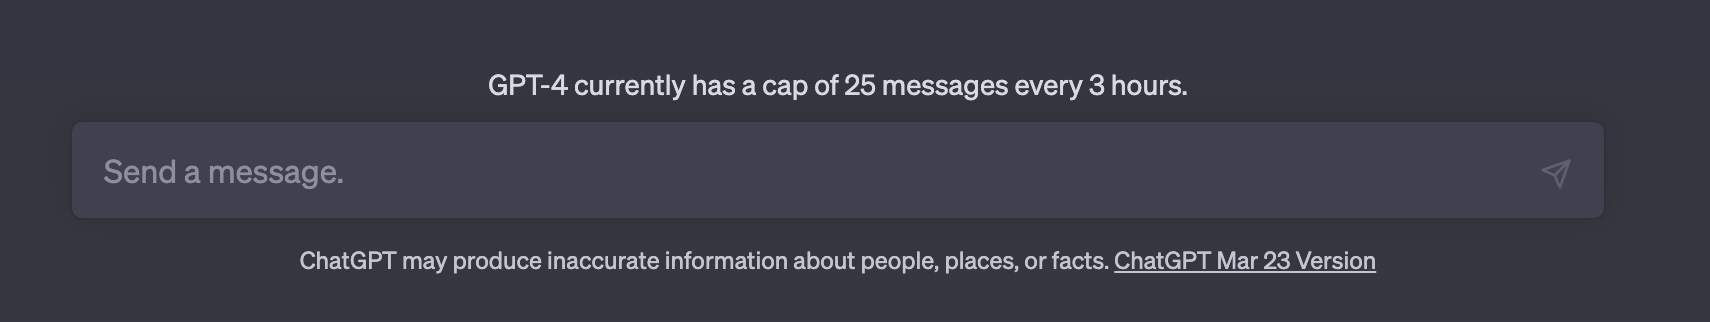 GPT-4 currently has a cap of 25 messages every 3 hours.
Send a message.
ChatGPT may produce inaccurate information about people, places, or facts. ChatGPT Mar 23 Version